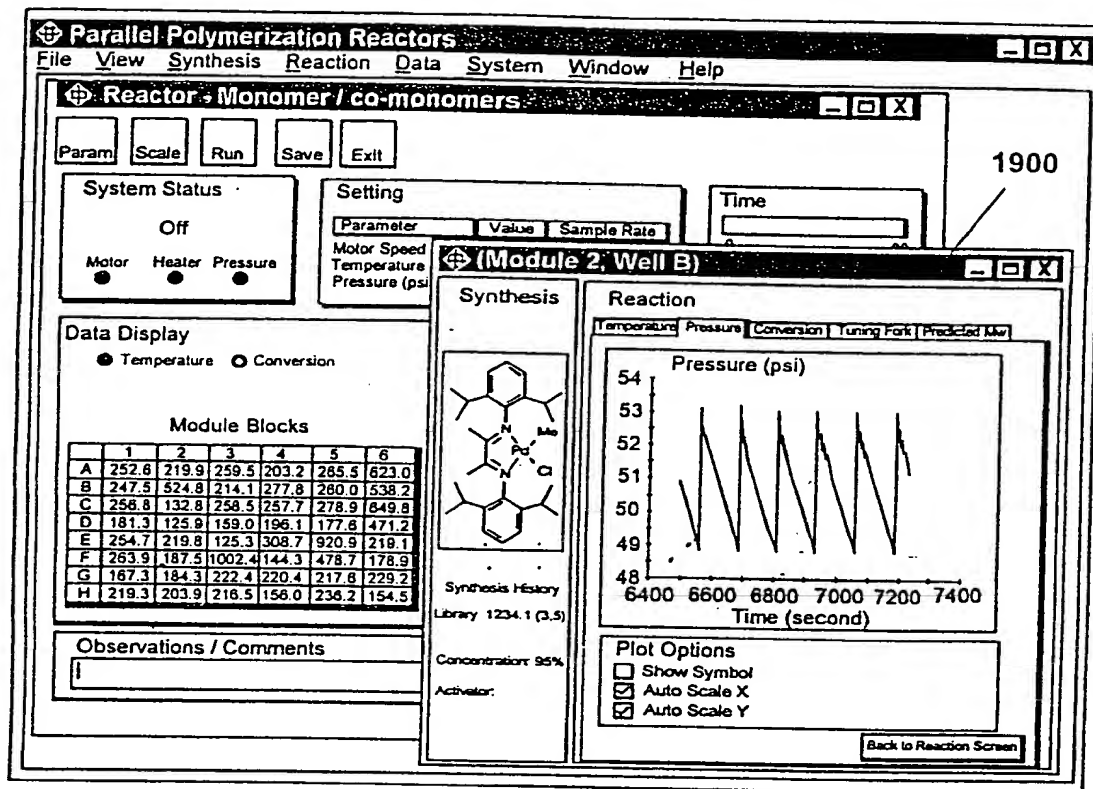 Parallel Polymerization Reactors
File View Synthesis Reaction Data System Window Help
Reactor - Monomer / co-monomers
Param Scale Run Save Exit
1900
System Status
Off
Motor Heater Pressure
Setting
Parameter Value Sample Rate
Motor Speed
Temperature
Pressure (psi
Time
Data Display
Temperature Conversion
Module Blocks
1 2 3 4 5 6
A 252.6 219.9 259.5 203.2 265.5 623.0
B 247.5 524.8 214.1 277.8 260.0 538.2
C 256.8 132.8 258.5 257.7 278.9 649.8
D 181.3 125.9 159.0 196.1 177.6 471.2
E 254.7 219.8 125.3 308.7 920.9 219.1
F 263.9 187.5 1002.4 144.3 478.7 178.9
G 167.3 184.3 222.4 220.4 217.6 229.2
H 219.3 203.9 216.5 156.0 236.2 154.5
Observations / Comments
(Module 2, Well B)
Synthesis
N
Me
Pd
Cl
N
Synthesis History
Library 1234.1 (3,5)
Concentration: 95%
Activator:
Reaction
Temperature Pressure Conversion Tuning Fork Predicted Mw
Pressure (psi)
54
53
52
51
50
49
48
6400 6600 6800 7000 7200 7400
Time (second)
Plot Options
Show Symbol
Auto Scale X
Auto Scale Y
Back to Reaction Screen